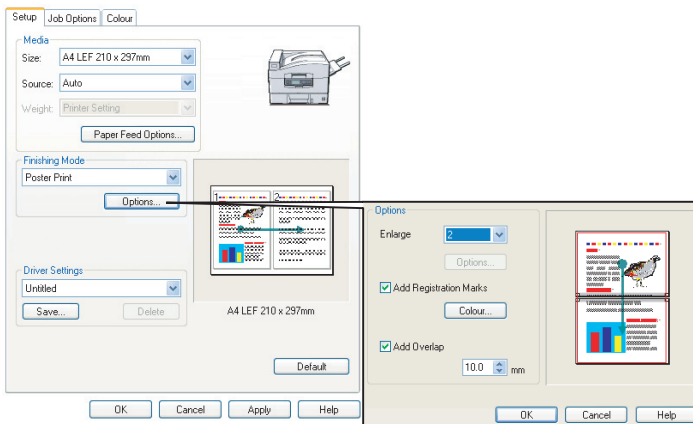 Setup Job Options Colour
Media
Size: A4 LEF 210 x 297mm
Source: Auto
Weight: Printer Setting
Paper Feed Options...
Finishing Mode
Poster Print
Options...
1 2
Driver Settings
Untitled
Save... Delete
A4 LEF 210 x 297mm
Default
OK Cancel Apply Help
Options
Enlarge 2
Options...
Add Registration Marks
Colour...
Add Overlap
10.0 mm
OK Cancel Help